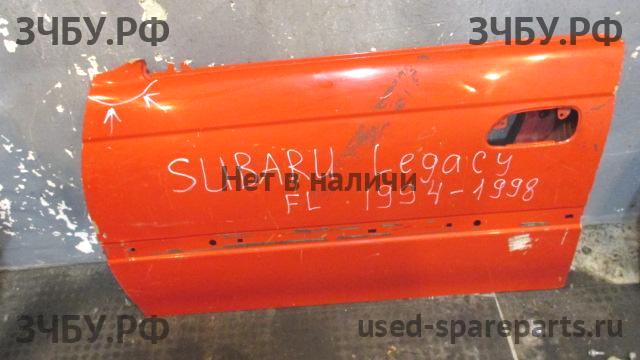 ЗЧБУ.РФ ЗЧБУ.РФ
SUBARU Legacy
Нет в наличии
FL 1994-1998
ЗЧБУ.РФ used-spareparts.ru